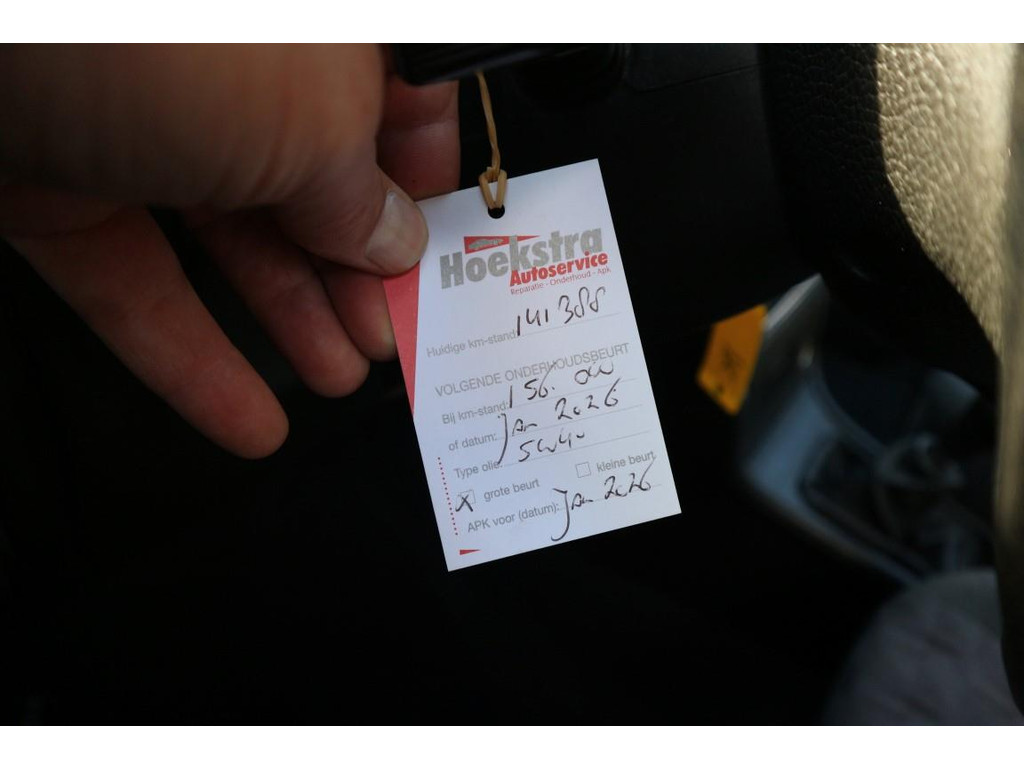 Hoekstra
Autoservice
Reparatie - Onderhoud - Apk
Huidige km-stand: 141 388
VOLGENDE ONDERHOUDSBEURT
Bij km-stand: 156.000
of datum: Jan 2026
Type olie: 5W40
X grote beurt kleine beurt
APK voor (datum): Jan 2026